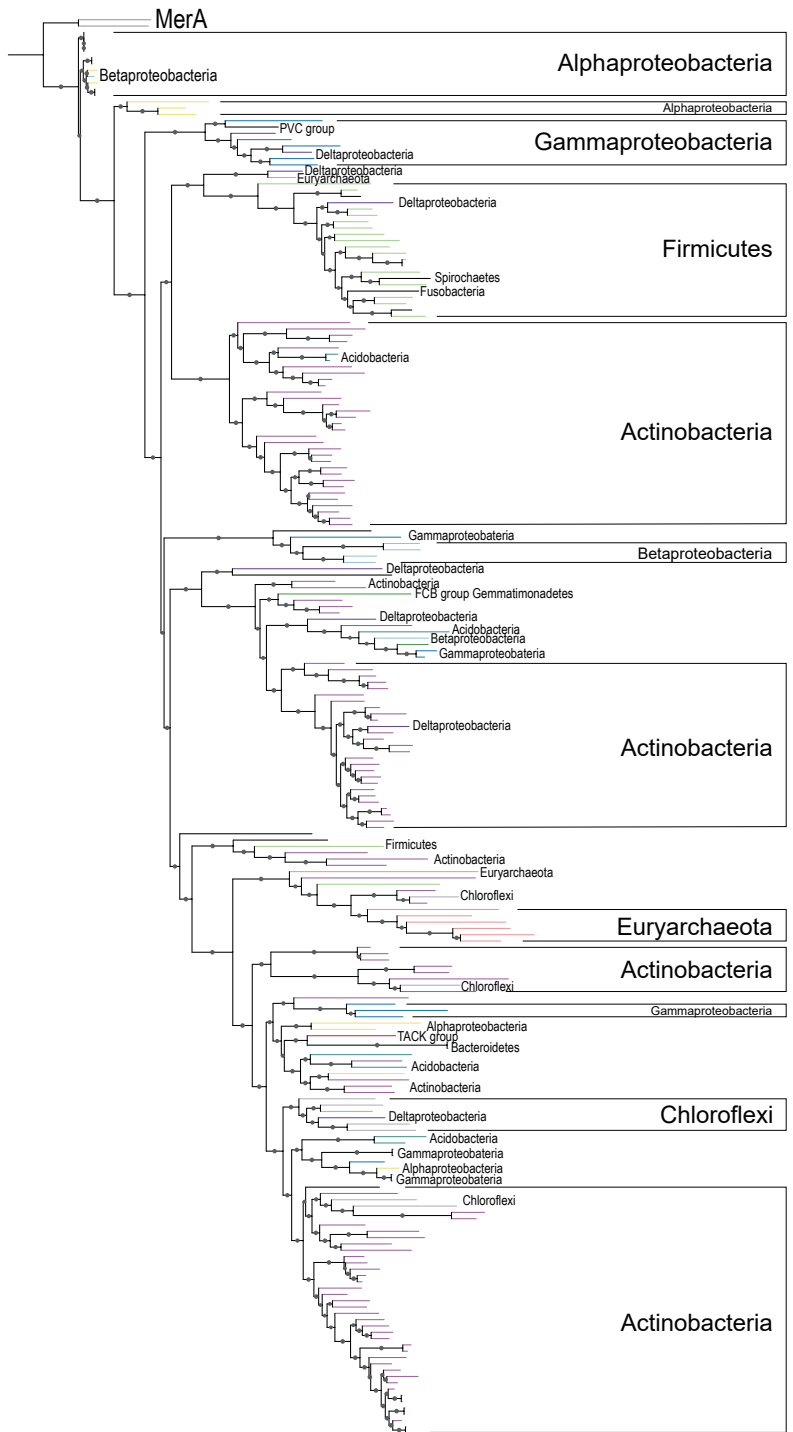 MerA
Alphaproteobacteria
Betaproteobacteria
Alphaproteobacteria
PVC group
Gammaproteobacteria
Deltaproteobacteria
Deltaproteobacteria
Euryarchaeota
Deltaproteobacteria
Firmicutes
Spirochaetes
Fusobacteria
Acidobacteria
Actinobacteria
Gammaproteobateria
Betaproteobacteria
Deltaproteobacteria
Actinobacteria
FCB group Gemmatimonadetes
Deltaproteobacteria
Acidobacteria
Betaproteobacteria
Gammaproteobateria
Deltaproteobacteria
Actinobacteria
Firmicutes
Actinobacteria
Euryarchaeota
Chloroflexi
Euryarchaeota
Actinobacteria
Chloroflexi
Gammaproteobacteria
Alphaproteobacteria
TACK group
Bacteroidetes
Acidobacteria
Actinobacteria
Deltaproteobacteria
Chloroflexi
Acidobacteria
Gammaproteobateria
Alphaproteobacteria
Gammaproteobateria
Chloroflexi
Actinobacteria